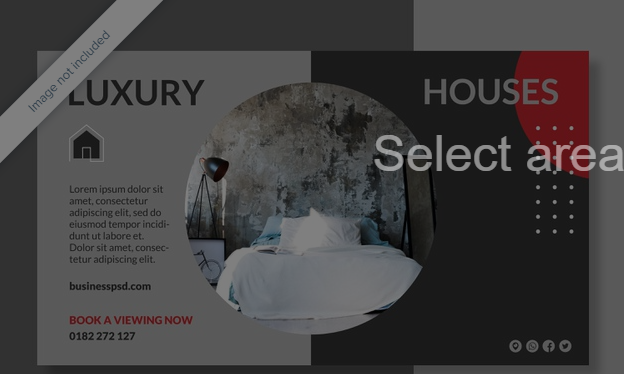 Image not included
LUXURY
HOUSES
Select area
Lorem ipsum dolor sit
amet, consectetur
adipiscing elit, sed do
eiusmod tempor incidi-
dunt ut labore et.
Dolor sit amet, consec-
tetur adipiscing elit.
businesspsd.com
BOOK A VIEWING NOW
0182 272 127